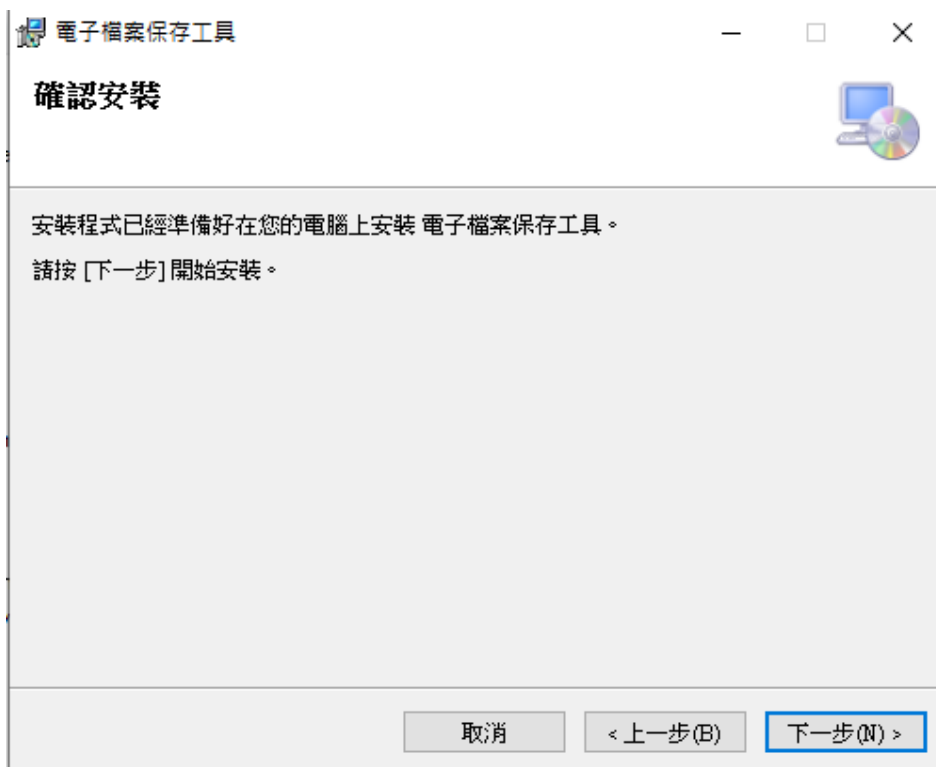 電子檔案保存工具
確認安裝
安裝程式已經準備好在您的電腦上安裝 電子檔案保存工具。
請按 [下一步] 開始安裝。
取消
< 上一步(B)
下一步(N) >